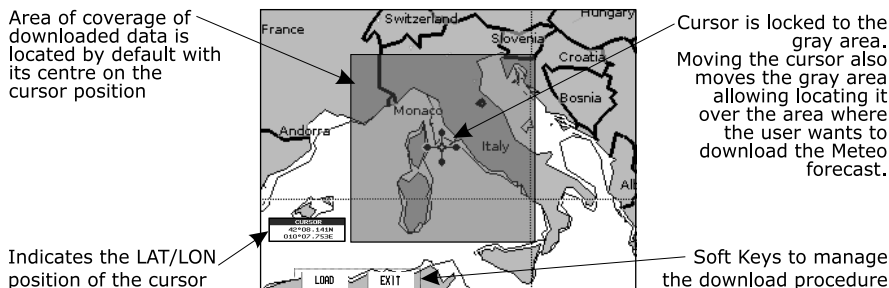 Area of coverage of
downloaded data is
located by default with
its centre on the
cursor position
France
Switzerland
Hungary
Slovenia
Croatia
Bosnia
Monaco
Andorra
Italy
Al
CURSOR
42°08.141N
010°07.753E
LOAD
EXIT
Cursor is locked to the
gray area.
Moving the cursor also
moves the gray area
allowing locating it
over the area where
the user wants to
download the Meteo
forecast.
Indicates the LAT/LON
position of the cursor
Soft Keys to manage
the download procedure